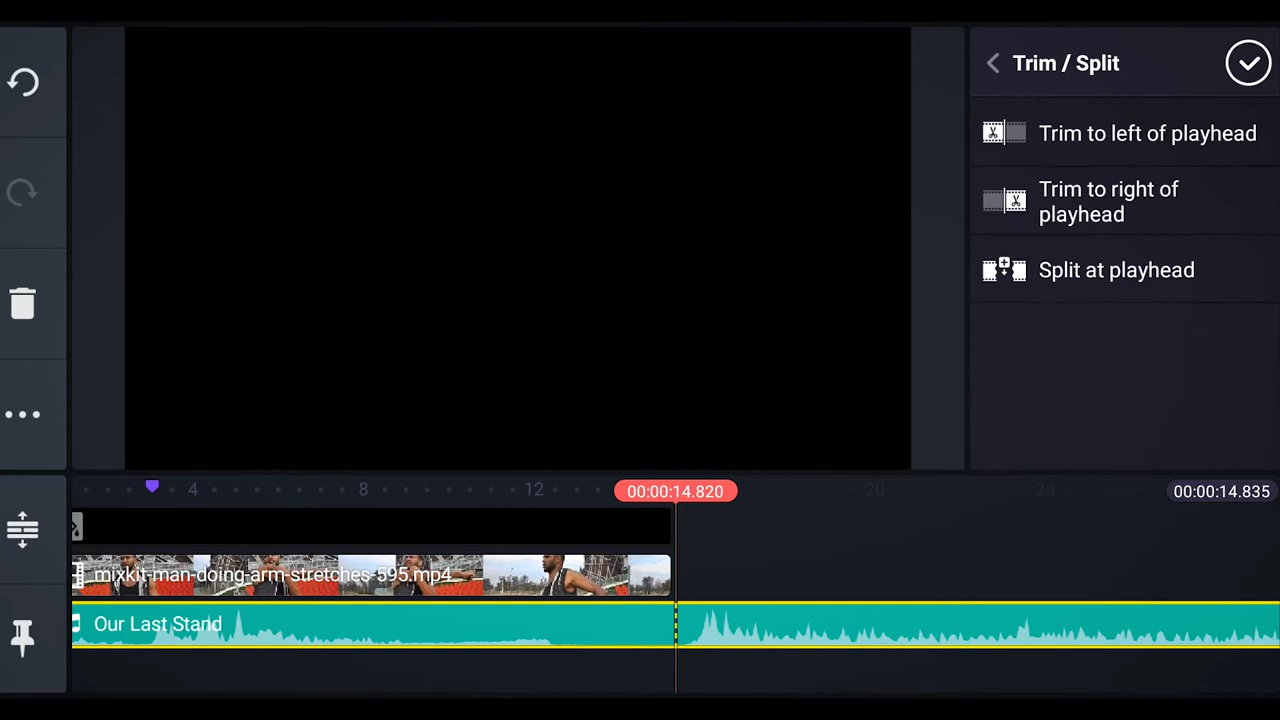 Trim / Split
Trim to left of playhead
Trim to right of
playhead
Split at playhead
4
8
12
00:00:14.820
20
24
00:00:14.835
mixkit-man-doing-arm-stretches-595.mp4
Our Last Stand